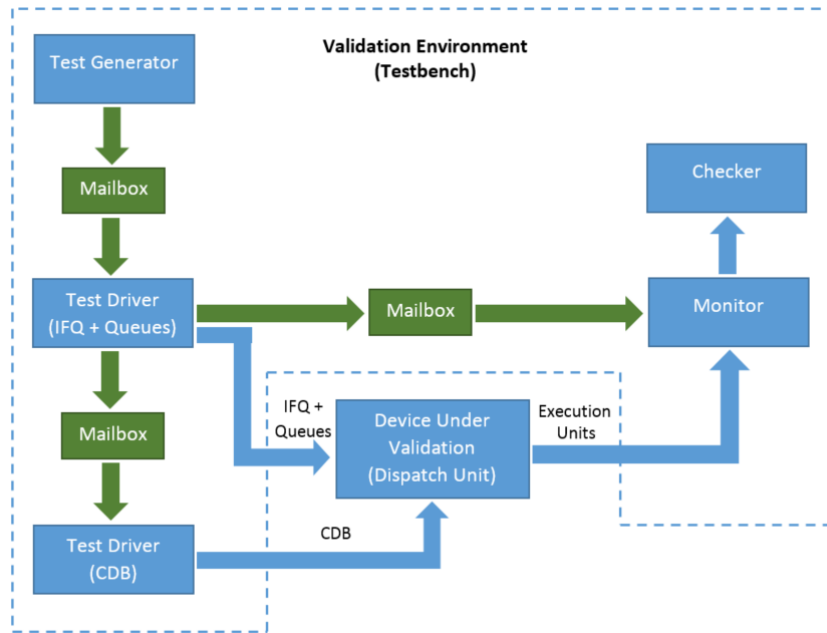 Validation Environment
(Testbench)
Test Generator
Mailbox
Checker
Test Driver
(IFQ + Queues)
Mailbox
Monitor
Mailbox
IFQ +
Queues
Device Under
Validation
(Dispatch Unit)
Execution
Units
Test Driver
(CDB)
CDB